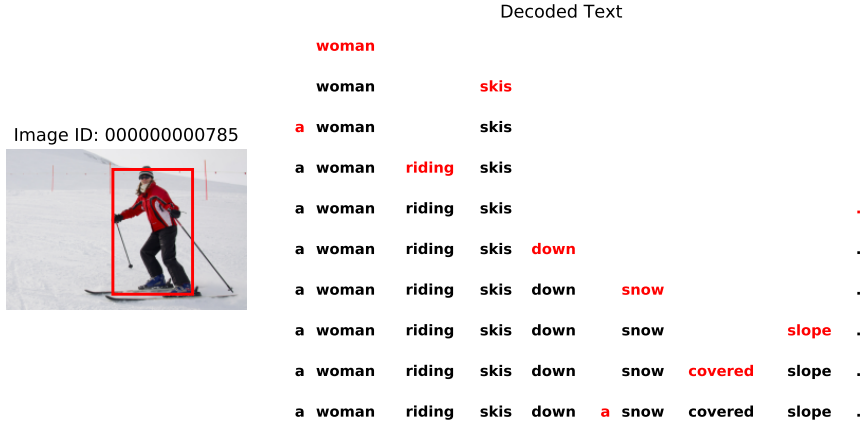 Decoded Text
woman
woman skis
a woman skis
a woman riding skis
Image ID: 000000000785
a woman riding skis .
a woman riding skis down .
a woman riding skis down snow .
a woman riding skis down snow slope .
a woman riding skis down snow covered slope .
a woman riding skis down a snow covered slope .